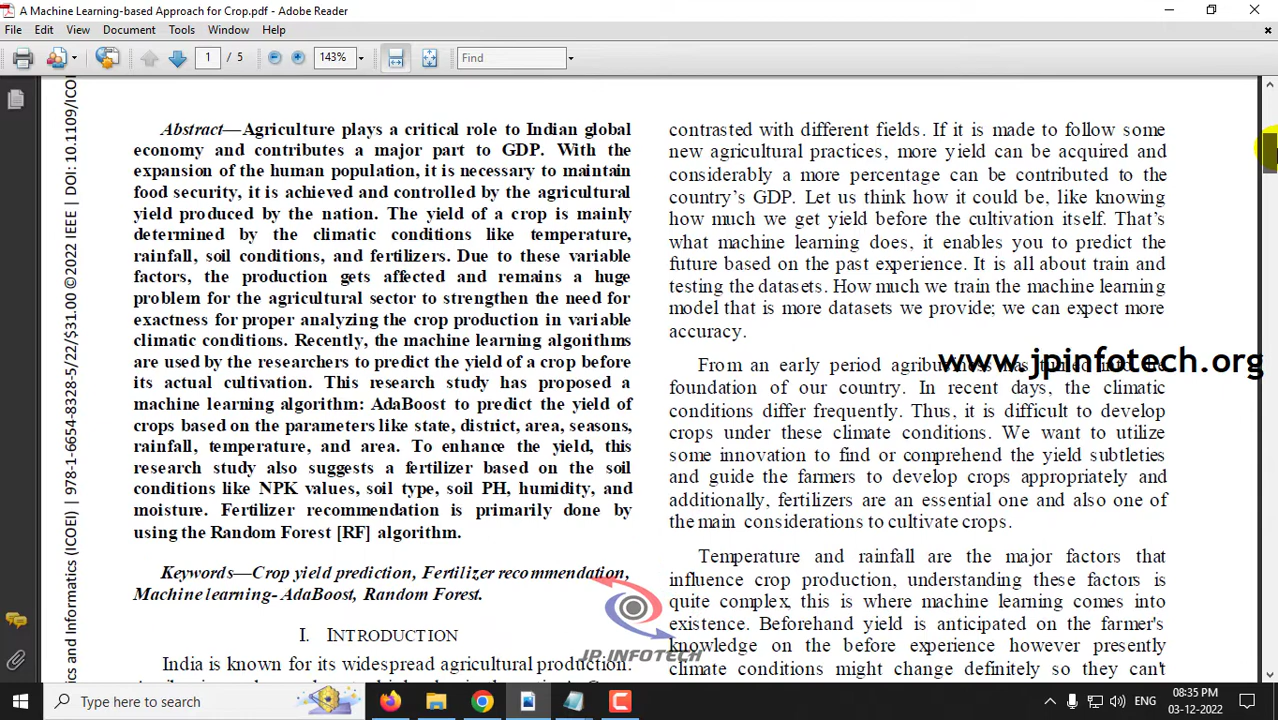 A Machine Learning-based Approach for Crop.pdf - Adobe Reader
File Edit View Document Tools Window Help
1 / 5 143% Find
Abstract—Agriculture plays a critical role to Indian global
economy and contributes a major part to GDP. With the
expansion of the human population, it is necessary to maintain
food security, it is achieved and controlled by the agricultural
yield produced by the nation. The yield of a crop is mainly
determined by the climatic conditions like temperature,
rainfall, soil conditions, and fertilizers. Due to these variable
factors, the production gets affected and remains a huge
problem for the agricultural sector to strengthen the need for
exactness for proper analyzing the crop production in variable
climatic conditions. Recently, the machine learning algorithms
are used by the researchers to predict the yield of a crop before
its actual cultivation. This research study has proposed a
machine learning algorithm: AdaBoost to predict the yield of
crops based on the parameters like state, district, area, seasons,
rainfall, temperature, and area. To enhance the yield, this
research study also suggests a fertilizer based on the soil
conditions like NPK values, soil type, soil PH, humidity, and
moisture. Fertilizer recommendation is primarily done by
using the Random Forest [RF] algorithm.
Keywords—Crop yield prediction, Fertilizer recommendation,
Machine learning- AdaBoost, Random Forest.
I. INTRODUCTION
India is known for its widespread agricultural production.
contrasted with different fields. If it is made to follow some
new agricultural practices, more yield can be acquired and
considerably a more percentage can be contributed to the
country's GDP. Let us think how it could be, like knowing
how much we get yield before the cultivation itself. That's
what machine learning does, it enables you to predict the
future based on the past experience. It is all about train and
testing the datasets. How much we train the machine learning
model that is more datasets we provide; we can expect more
accuracy.
From an early period agribusiness has turned into the
foundation of our country. In recent days, the climatic
conditions differ frequently. Thus, it is difficult to develop
crops under these climate conditions. We want to utilize
some innovation to find or comprehend the yield subtleties
and guide the farmers to develop crops appropriately and
additionally, fertilizers are an essential one and also one of
the main considerations to cultivate crops.
Temperature and rainfall are the major factors that
influence crop production, understanding these factors is
quite complex, this is where machine learning comes into
existence. Beforehand yield is anticipated on the farmer's
knowledge on the before experience however presently
climate conditions might change definitely so they can't
www.jpinfotech.org
JP INFOTECH
ics and Informatics (ICOEI) | 978-1-6654-8328-5/22/$31.00 ©2022 IEEE | DOI: 10.1109/ICO
Type here to search
ENG
08:35 PM
03-12-2022